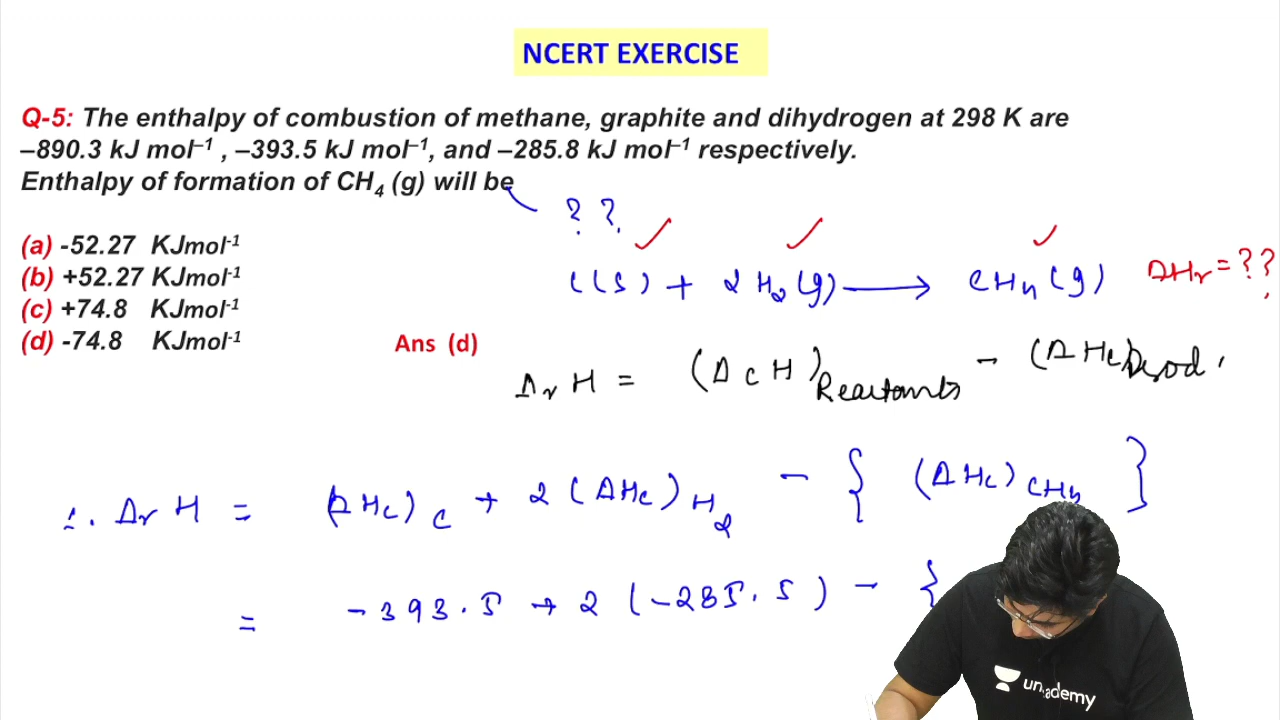 NCERT EXERCISE
Q-5: The enthalpy of combustion of methane, graphite and dihydrogen at 298 K are
–890.3 kJ mol⁻¹ , –393.5 kJ mol⁻¹, and –285.8 kJ mol⁻¹ respectively.
Enthalpy of formation of CH₄ (g) will be
? ?
(a) -52.27 KJmol⁻¹
(b) +52.27 KJmol⁻¹
(c) +74.8 KJmol⁻¹
(d) -74.8 KJmol⁻¹
Ans (d)
C(s) + 2H₂(g) → CH₄(g) ΔHr = ??
ΔrH = (ΔcH)Reactants - (ΔHc)Prod.
∴ ΔrH = (ΔHc)C + 2(ΔHc)H₂ - { (ΔHc)CH₄ }
= -393.5 + 2(-285.5) - {
unacademy